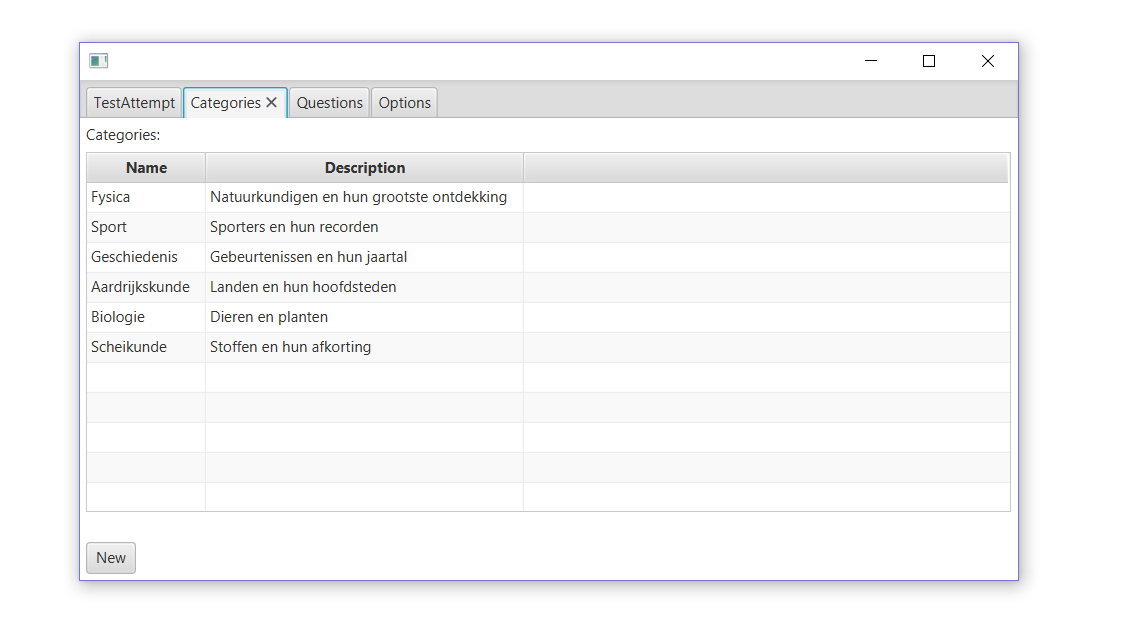 TestAttempt Categories Questions Options
Categories:
Name Description
Fysica Natuurkundigen en hun grootste ontdekking
Sport Sporters en hun recorden
Geschiedenis Gebeurtenissen en hun jaartal
Aardrijkskunde Landen en hun hoofdsteden
Biologie Dieren en planten
Scheikunde Stoffen en hun afkorting
New